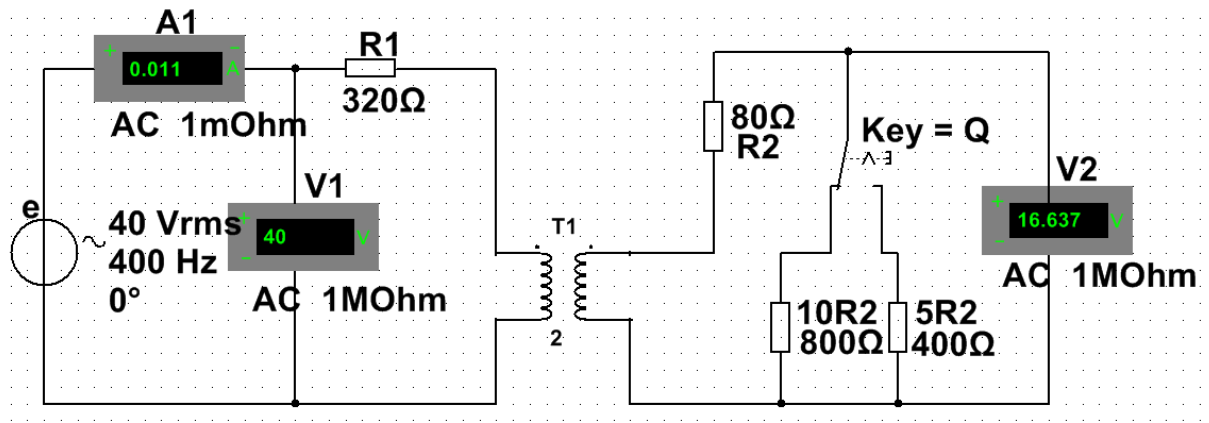 A1
+ −
0.011 A
AC 1mOhm
R1
320Ω
e
40 Vrms
400 Hz
0°
V1
+
40 V
−
AC 1MOhm
T1
2
80Ω
R2
Key = Q
10R2
800Ω
5R2
400Ω
V2
+
16.637 V
−
AC 1MOhm